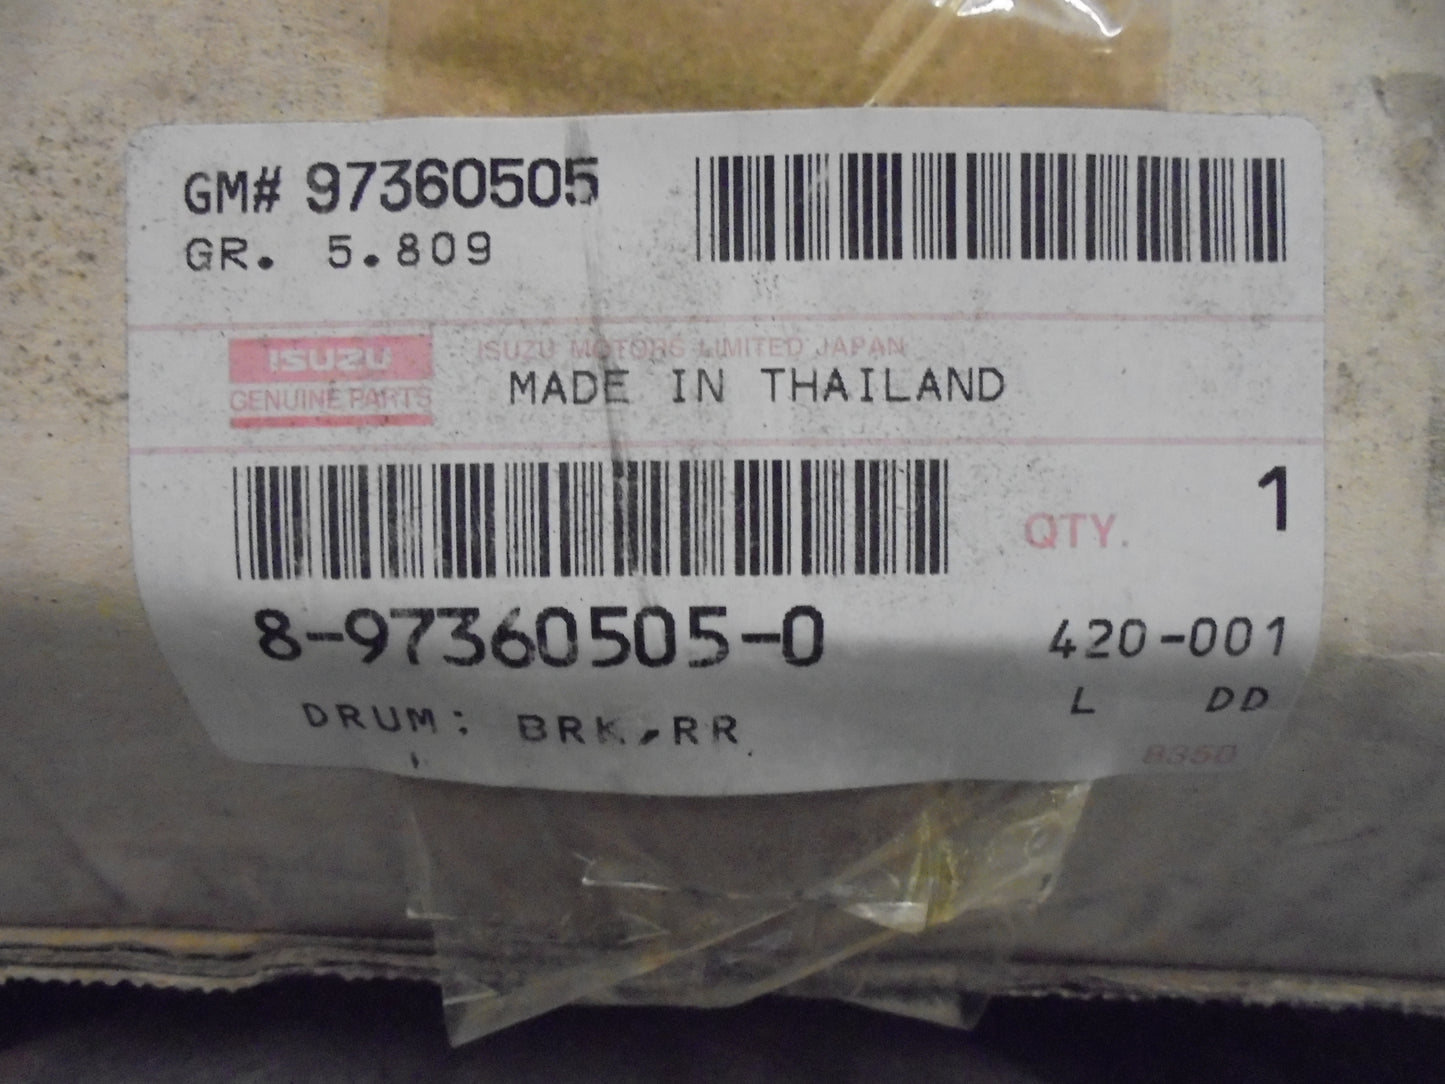 GM# 97360505
GR. 5.809
ISUZU
GENUINE PARTS
ISUZU MOTORS LIMITED JAPAN
MADE IN THAILAND
QTY. 1
8-97360505-0
420-001
L DD
DRUM: BRK,RR
8350